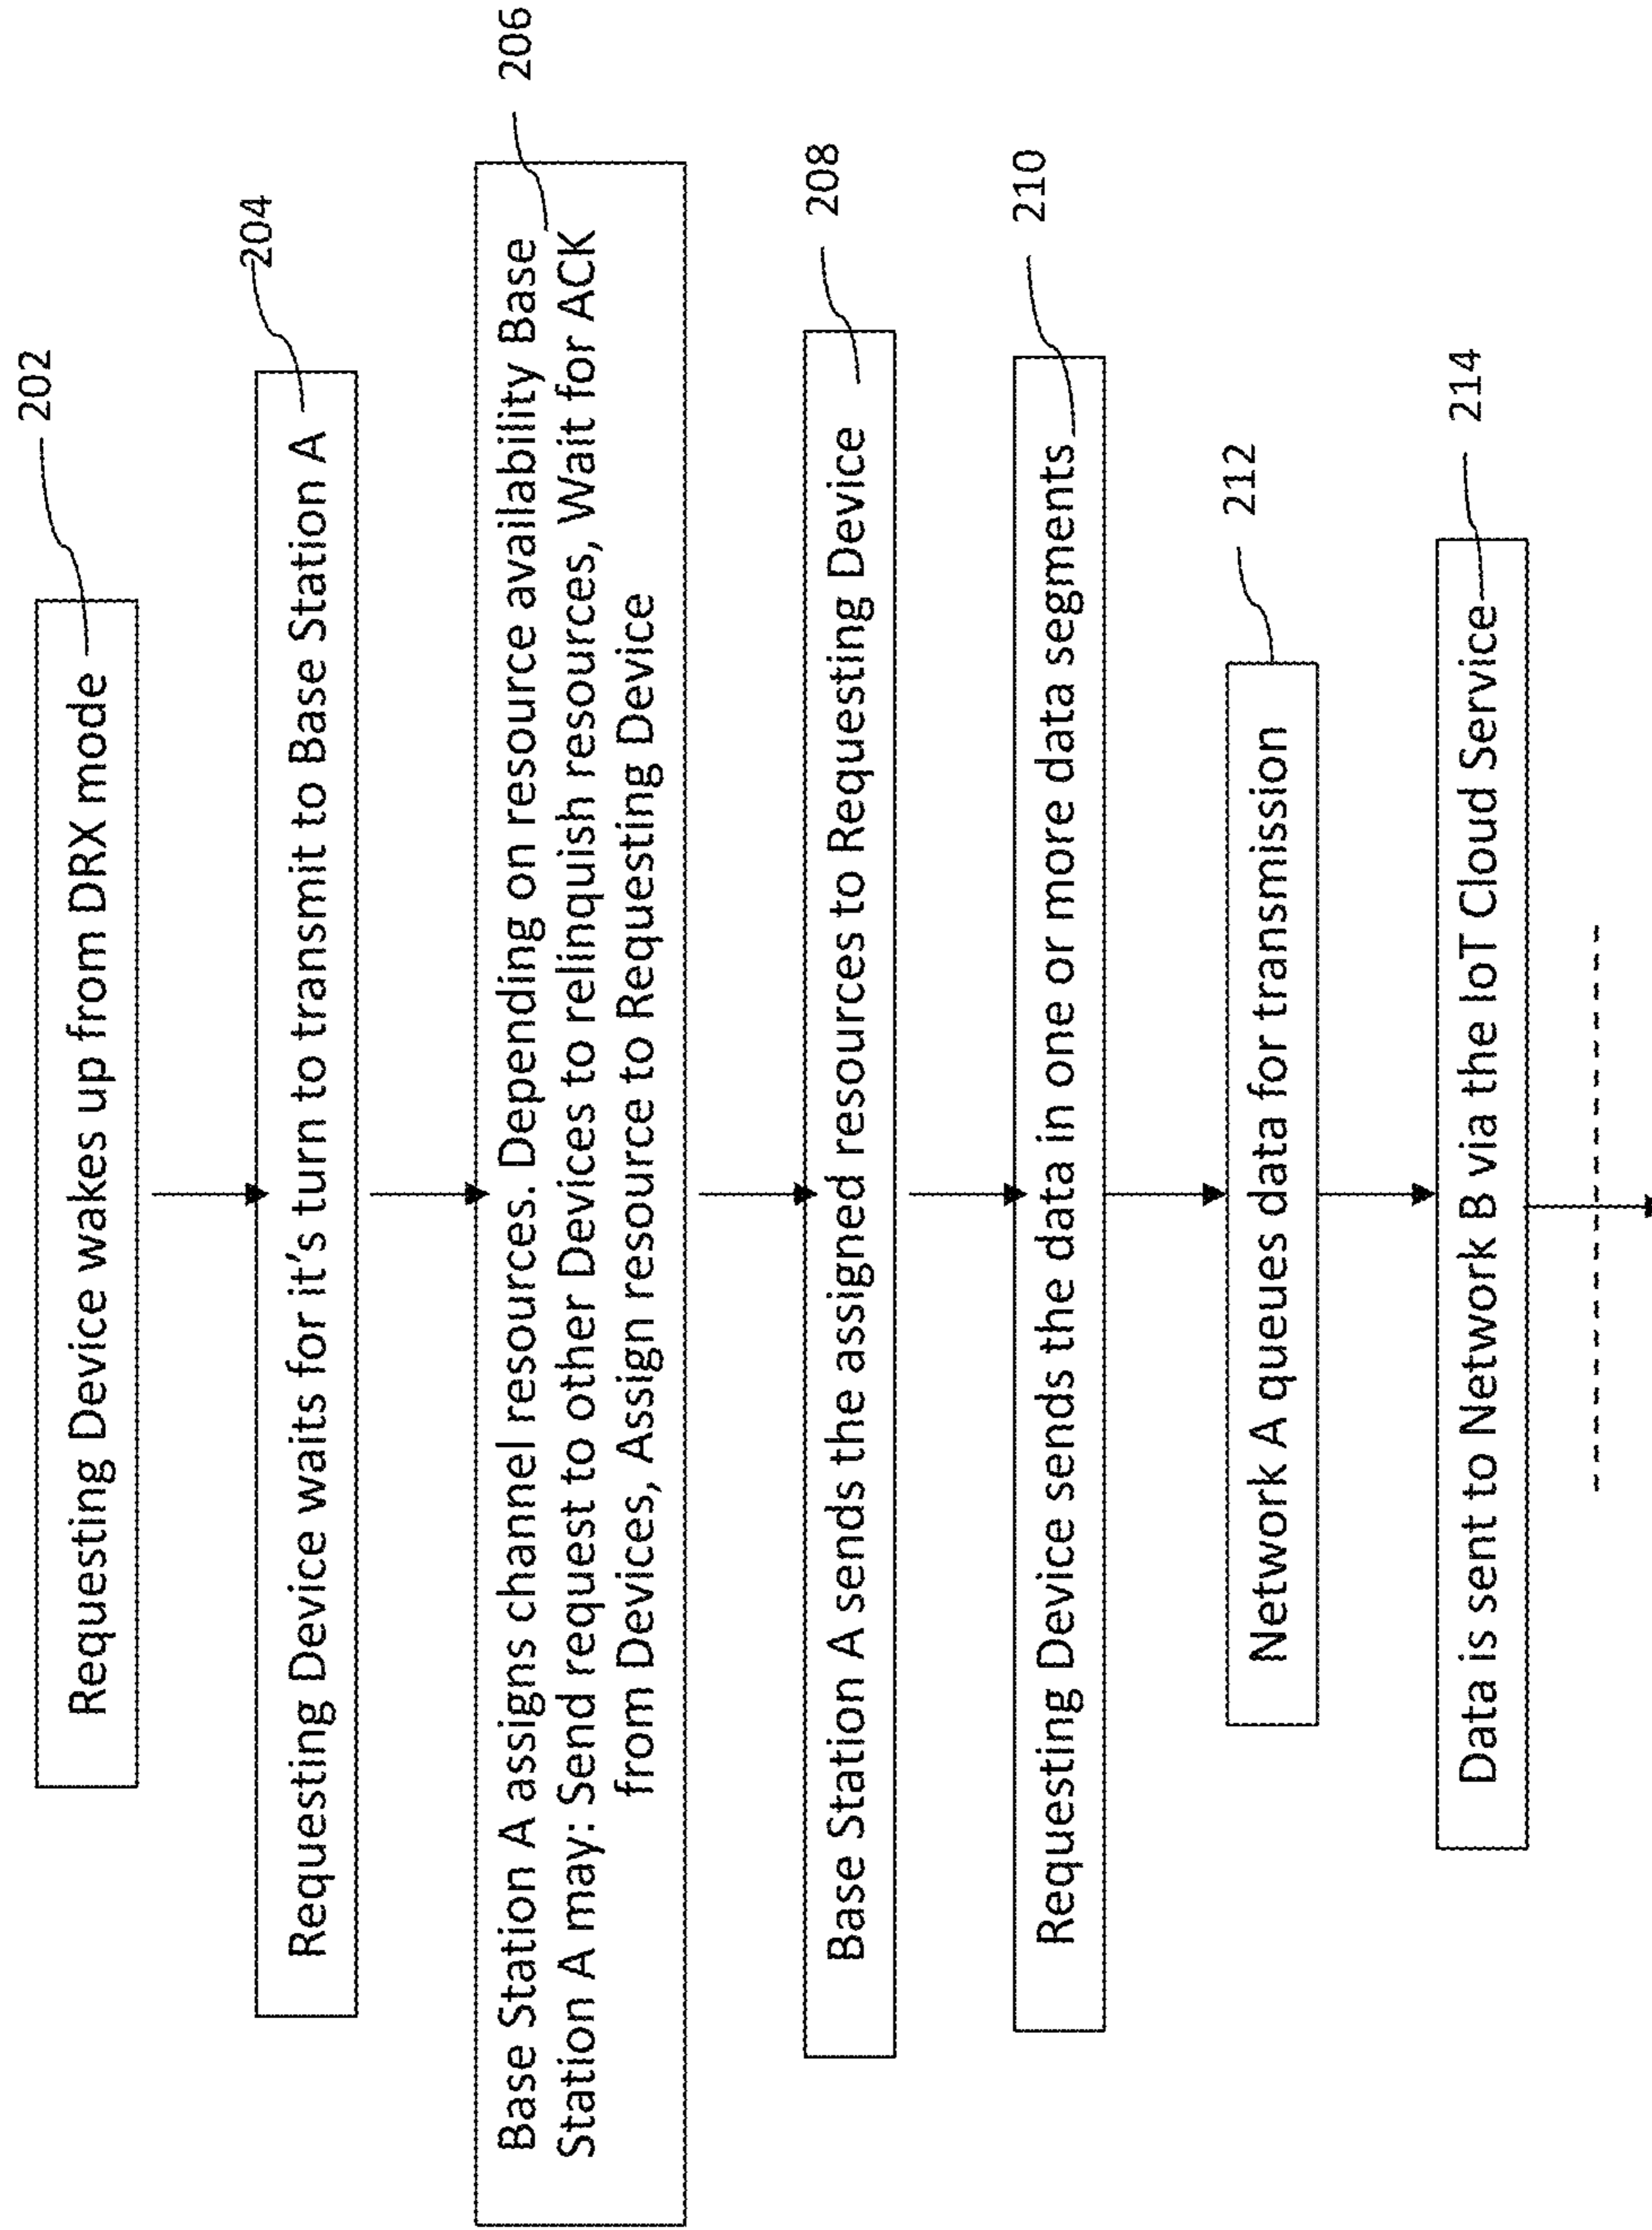 202
Requesting Device wakes up from DRX mode
204
Requesting Device waits for it's turn to transmit to Base Station A
206
Base Station A assigns channel resources. Depending on resource availability Base
Station A may: Send request to other Devices to relinquish resources, Wait for ACK
from Devices, Assign resource to Requesting Device
208
Base Station A sends the assigned resources to Requesting Device
210
Requesting Device sends the data in one or more data segments
212
Network A queues data for transmission
214
Data is sent to Network B via the IoT Cloud Service